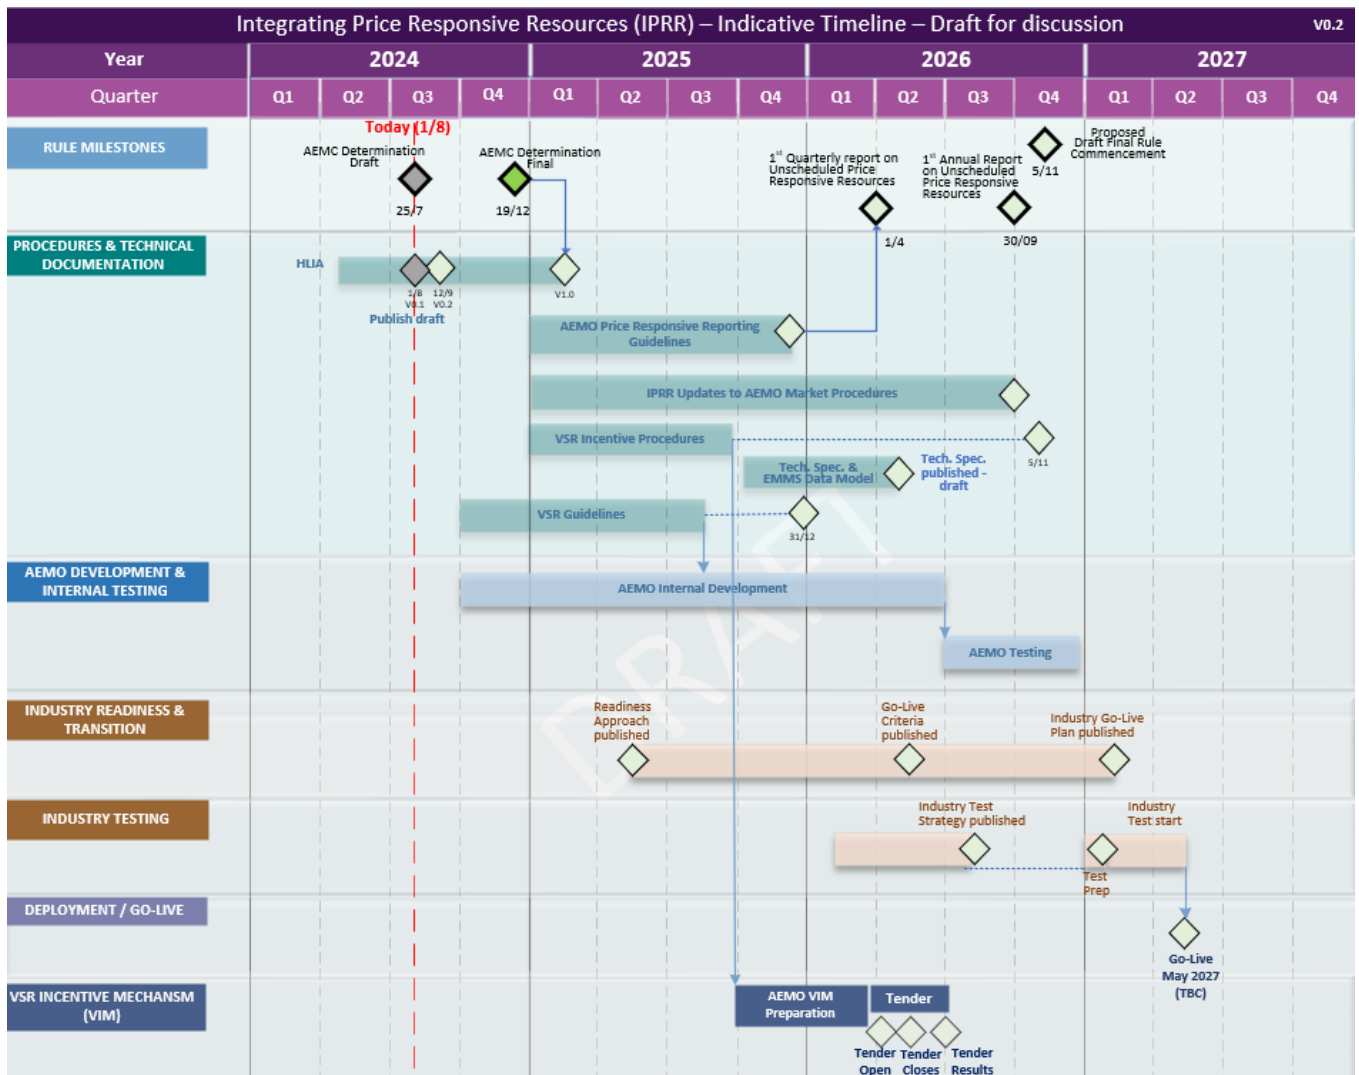 Integrating Price Responsive Resources (IPRR) – Indicative Timeline – Draft for discussion
V0.2
Year
2024
2025
2026
2027
Quarter
Q1
Q2
Q3
Q4
Q1
Q2
Q3
Q4
Q1
Q2
Q3
Q4
Q1
Q2
Q3
Q4
Today (1/8)
RULE MILESTONES
AEMC Determination
Draft
25/7
AEMC Determination
Final
19/12
1st Quarterly report on
Unscheduled Price
Responsive Resources
1/4
1st Annual Report
on Unscheduled
Price Responsive
Resources
30/09
Proposed
Draft Final Rule
Commencement
5/11
PROCEDURES & TECHNICAL
DOCUMENTATION
HLIA
1/8
V0.1
12/9
V0.2
V1.0
Publish draft
AEMO Price Responsive Reporting
Guidelines
IPRR Updates to AEMO Market Procedures
VSR Incentive Procedures
5/11
Tech. Spec. &
EMMS Data Model
Tech. Spec.
published -
draft
VSR Guidelines
31/12
AEMO DEVELOPMENT &
INTERNAL TESTING
AEMO Internal Development
AEMO Testing
DRAFT
INDUSTRY READINESS &
TRANSITION
Readiness
Approach
published
Go-Live
Criteria
published
Industry Go-Live
Plan published
INDUSTRY TESTING
Industry Test
Strategy published
Industry
Test start
Test
Prep
DEPLOYMENT / GO-LIVE
Go-Live
May 2027
(TBC)
VSR INCENTIVE MECHANSM
(VIM)
AEMO VIM
Preparation
Tender
Tender
Open
Tender
Closes
Tender
Results